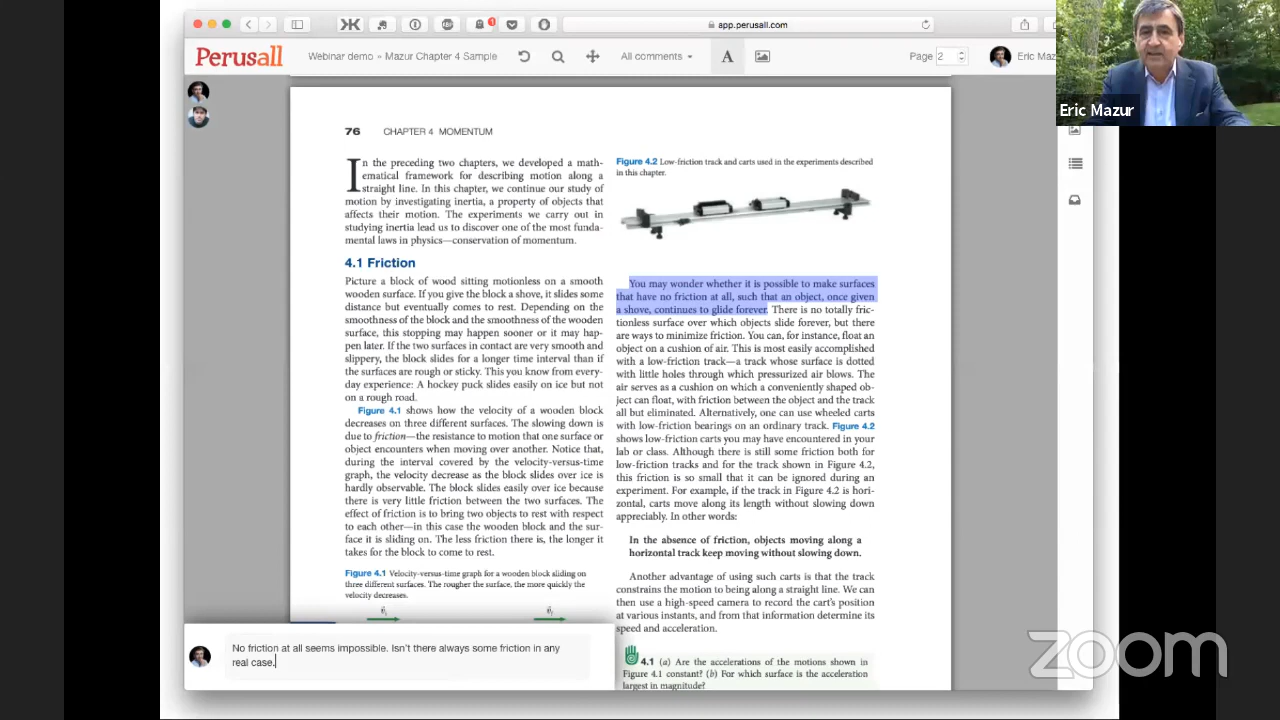 app.perusall.com
1
Perusall
Webinar demo » Mazur Chapter 4 Sample
All comments
A
Page 2
Eric Maz
Eric Mazur
76 CHAPTER 4 MOMENTUM
In the preceding two chapters, we developed a math-
ematical framework for describing motion along a
straight line. In this chapter, we continue our study of
motion by investigating inertia, a property of objects that
affects their motion. The experiments we carry out in
studying inertia lead us to discover one of the most funda-
mental laws in physics—conservation of momentum.
4.1 Friction
Picture a block of wood sitting motionless on a smooth
wooden surface. If you give the block a shove, it slides some
distance but eventually comes to rest. Depending on the
smoothness of the block and the smoothness of the wooden
surface, this stopping may happen sooner or it may hap-
pen later. If the two surfaces in contact are very smooth and
slippery, the block slides for a longer time interval than if
the surfaces are rough or sticky. This you know from every-
day experience: A hockey puck slides easily on ice but not
on a rough road.
Figure 4.1 shows how the velocity of a wooden block
decreases on three different surfaces. The slowing down is
due to friction—the resistance to motion that one surface or
object encounters when moving over another. Notice that,
during the interval covered by the velocity-versus-time
graph, the velocity decrease as the block slides over ice is
hardly observable. The block slides easily over ice because
there is very little friction between the two surfaces. The
effect of friction is to bring two objects to rest with respect
to each other—in this case the wooden block and the sur-
face it is sliding on. The less friction there is, the longer it
takes for the block to come to rest.
Figure 4.1 Velocity-versus-time graph for a wooden block sliding on
three different surfaces. The rougher the surface, the more quickly the
velocity decreases.
Figure 4.2 Low-friction track and carts used in the experiments described
in this chapter.
You may wonder whether it is possible to make surfaces
that have no friction at all, such that an object, once given
a shove, continues to glide forever. There is no totally fric-
tionless surface over which objects slide forever, but there
are ways to minimize friction. You can, for instance, float an
object on a cushion of air. This is most easily accomplished
with a low-friction track—a track whose surface is dotted
with little holes through which pressurized air blows. The
air serves as a cushion on which a conveniently shaped ob-
ject can float, with friction between the object and the track
all but eliminated. Alternatively, one can use wheeled carts
with low-friction bearings on an ordinary track. Figure 4.2
shows low-friction carts you may have encountered in your
lab or class. Although there is still some friction both for
low-friction tracks and for the track shown in Figure 4.2,
this friction is so small that it can be ignored during an
experiment. For example, if the track in Figure 4.2 is hori-
zontal, carts move along its length without slowing down
appreciably. In other words:
In the absence of friction, objects moving along a
horizontal track keep moving without slowing down.
Another advantage of using such carts is that the track
constrains the motion to being along a straight line. We can
then use a high-speed camera to record the cart's position
at various instants, and from that information determine its
speed and acceleration.
4.1 (a) Are the accelerations of the motions shown in
Figure 4.1 constant? (b) For which surface is the acceleration
largest in magnitude?
No friction at all seems impossible. Isn't there always some friction in any
real case.
zoom